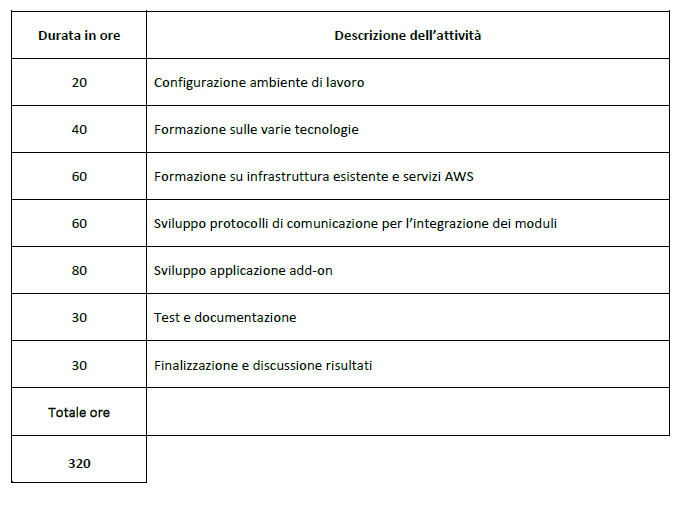 Durata in ore Descrizione dell’attività
20 Configurazione ambiente di lavoro
40 Formazione sulle varie tecnologie
60 Formazione su infrastruttura esistente e servizi AWS
60 Sviluppo protocolli di comunicazione per l’integrazione dei moduli
80 Sviluppo applicazione add-on
30 Test e documentazione
30 Finalizzazione e discussione risultati
Totale ore
320